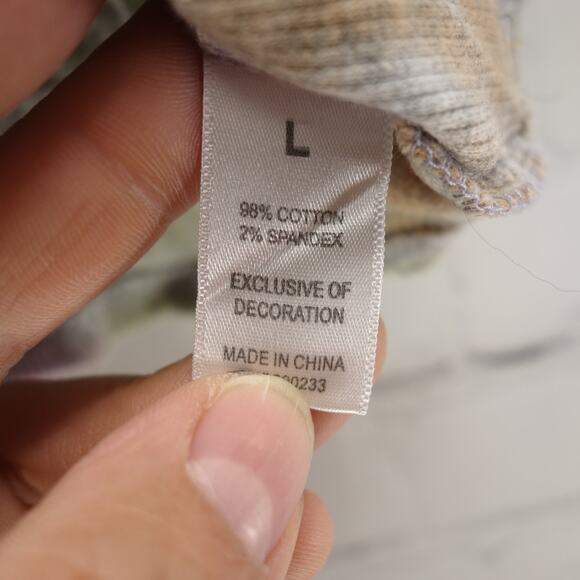 L
98% COTTON
2% SPANDEX
EXCLUSIVE OF
DECORATION
MADE IN CHINA